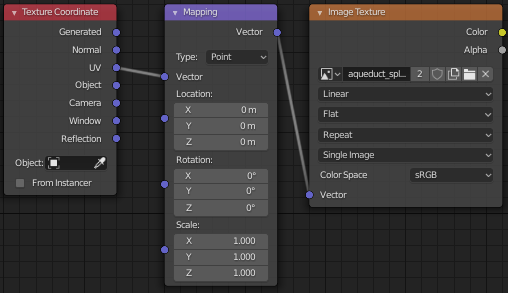 Texture Coordinate
Generated
Normal
UV
Object
Camera
Window
Reflection
Object:
From Instancer
Mapping
Vector
Type: Point
Vector
Location:
X 0 m
Y 0 m
Z 0 m
Rotation:
X 0°
Y 0°
Z 0°
Scale:
X 1.000
Y 1.000
Z 1.000
Image Texture
Color
Alpha
aqueduct_spl... 2
Linear
Flat
Repeat
Single Image
Color Space sRGB
Vector